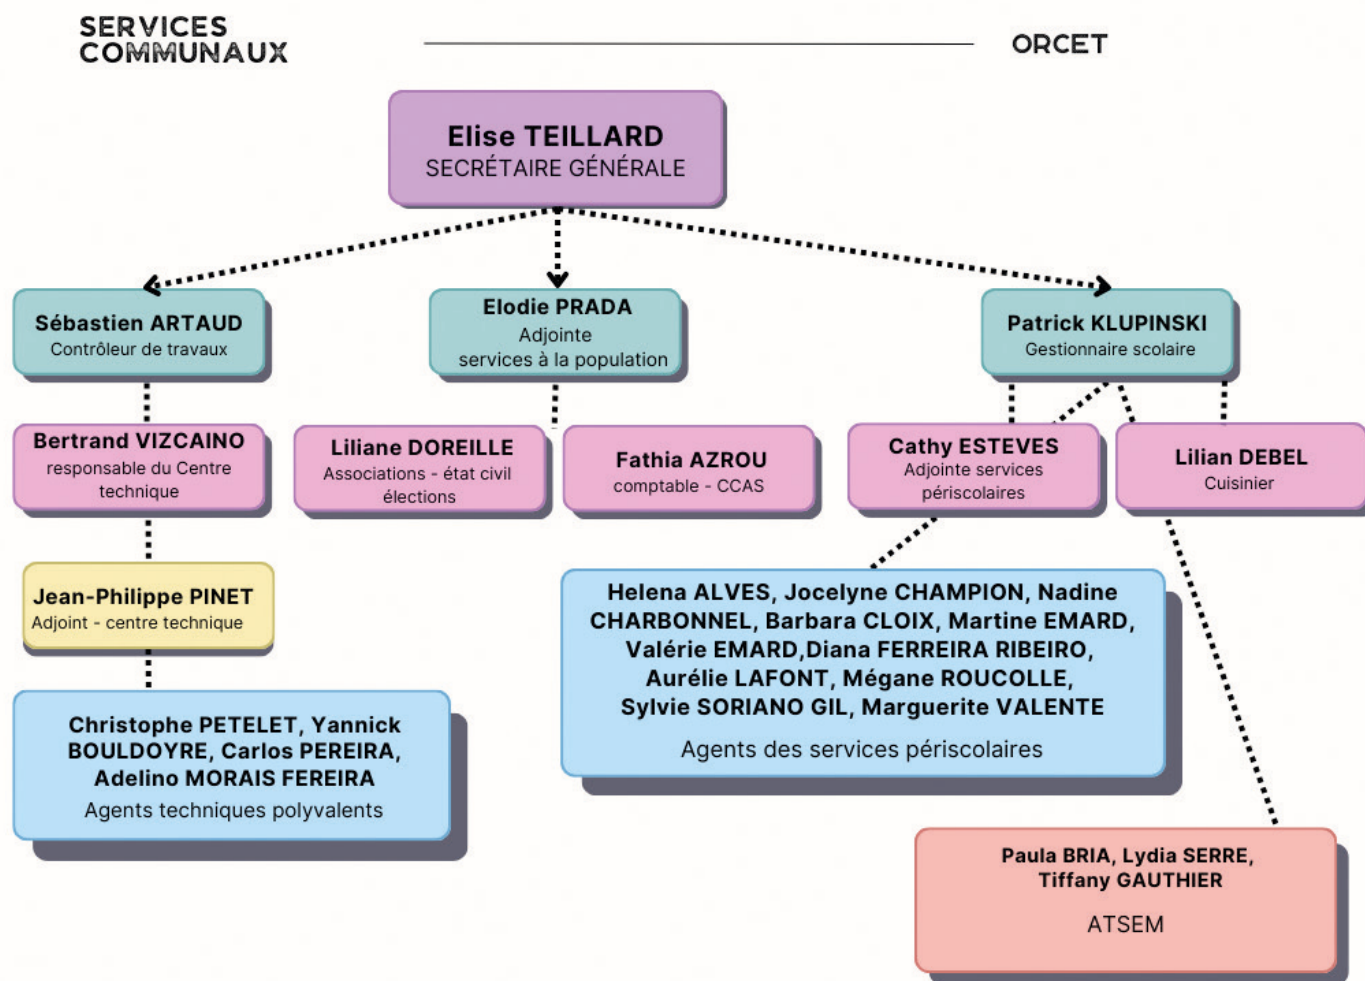 SERVICES
COMMUNAUX
ORCET
Elise TEILLARD
SECRÉTAIRE GÉNÉRALE
Sébastien ARTAUD
Contrôleur de travaux
Elodie PRADA
Adjointe
services à la population
Patrick KLUPINSKI
Gestionnaire scolaire
Bertrand VIZCAINO
responsable du Centre
technique
Liliane DOREILLE
Associations - état civil
élections
Fathia AZROU
comptable - CCAS
Cathy ESTEVES
Adjointe services
périscolaires
Lilian DEBEL
Cuisinier
Jean-Philippe PINET
Adjoint - centre technique
Helena ALVES, Jocelyne CHAMPION, Nadine
CHARBONNEL, Barbara CLOIX, Martine EMARD,
Valérie EMARD,Diana FERREIRA RIBEIRO,
Aurélie LAFONT, Mégane ROUCOLLE,
Sylvie SORIANO GIL, Marguerite VALENTE
Agents des services périscolaires
Christophe PETELET, Yannick
BOULDOYRE, Carlos PEREIRA,
Adelino MORAIS FEREIRA
Agents techniques polyvalents
Paula BRIA, Lydia SERRE,
Tiffany GAUTHIER
ATSEM